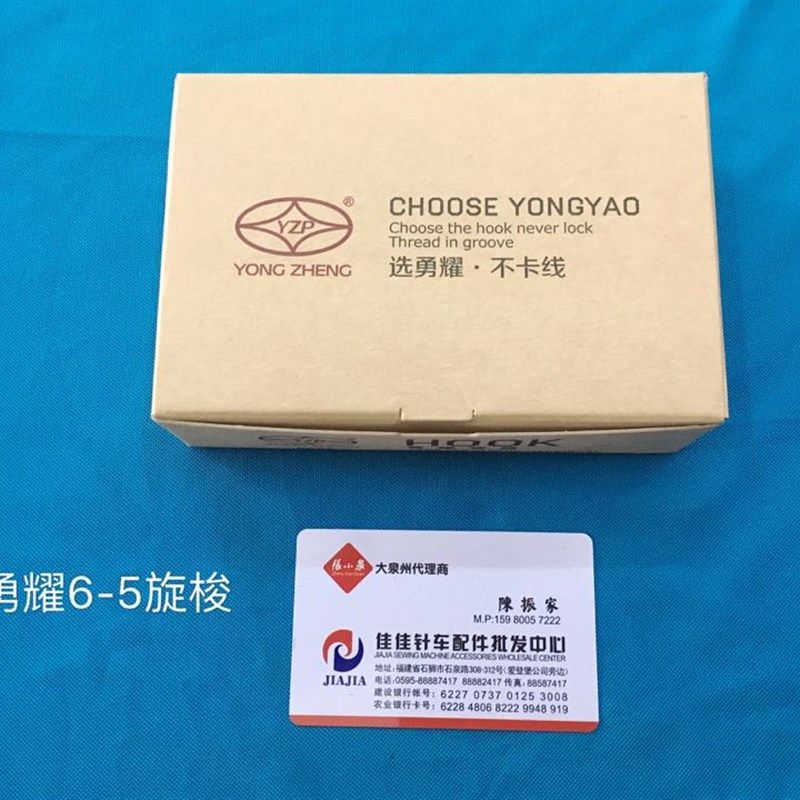 YZP
®
YONG ZHENG
CHOOSE YONGYAO
Choose the hook never lock
Thread in groove
选勇耀·不卡线
HOOK
勇耀6-5旋梭
張小泉
大泉州代理商
陳振家
M.P:159 8005 7222
佳佳针车配件批发中心
JIAJIA SEWING MACHINE ACCESSORIES WHOLESALE CENTER
JIAJIA
地址:福建省石狮市石泉路308-312号(爱登堡公司旁边)
电话:0595-88887417 88882417 传真:88587417
建设银行帐号:6227 0737 0125 3008
农业银行卡号:6228 4806 8222 9948 919